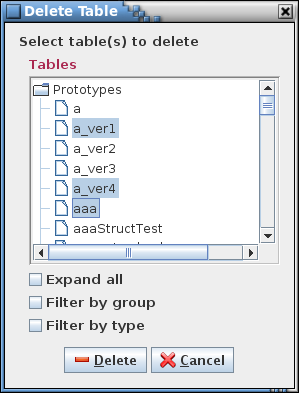 Delete Table
Select table(s) to delete
Tables
Prototypes
a
a_ver1
a_ver2
a_ver3
a_ver4
aaa
aaaStructTest
Expand all
Filter by group
Filter by type
Delete
Cancel